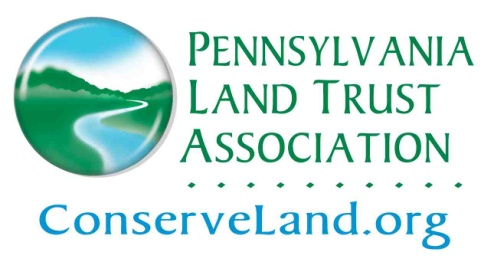 PENNSYLVANIA
LAND TRUST
ASSOCIATION
ConserveLand.org